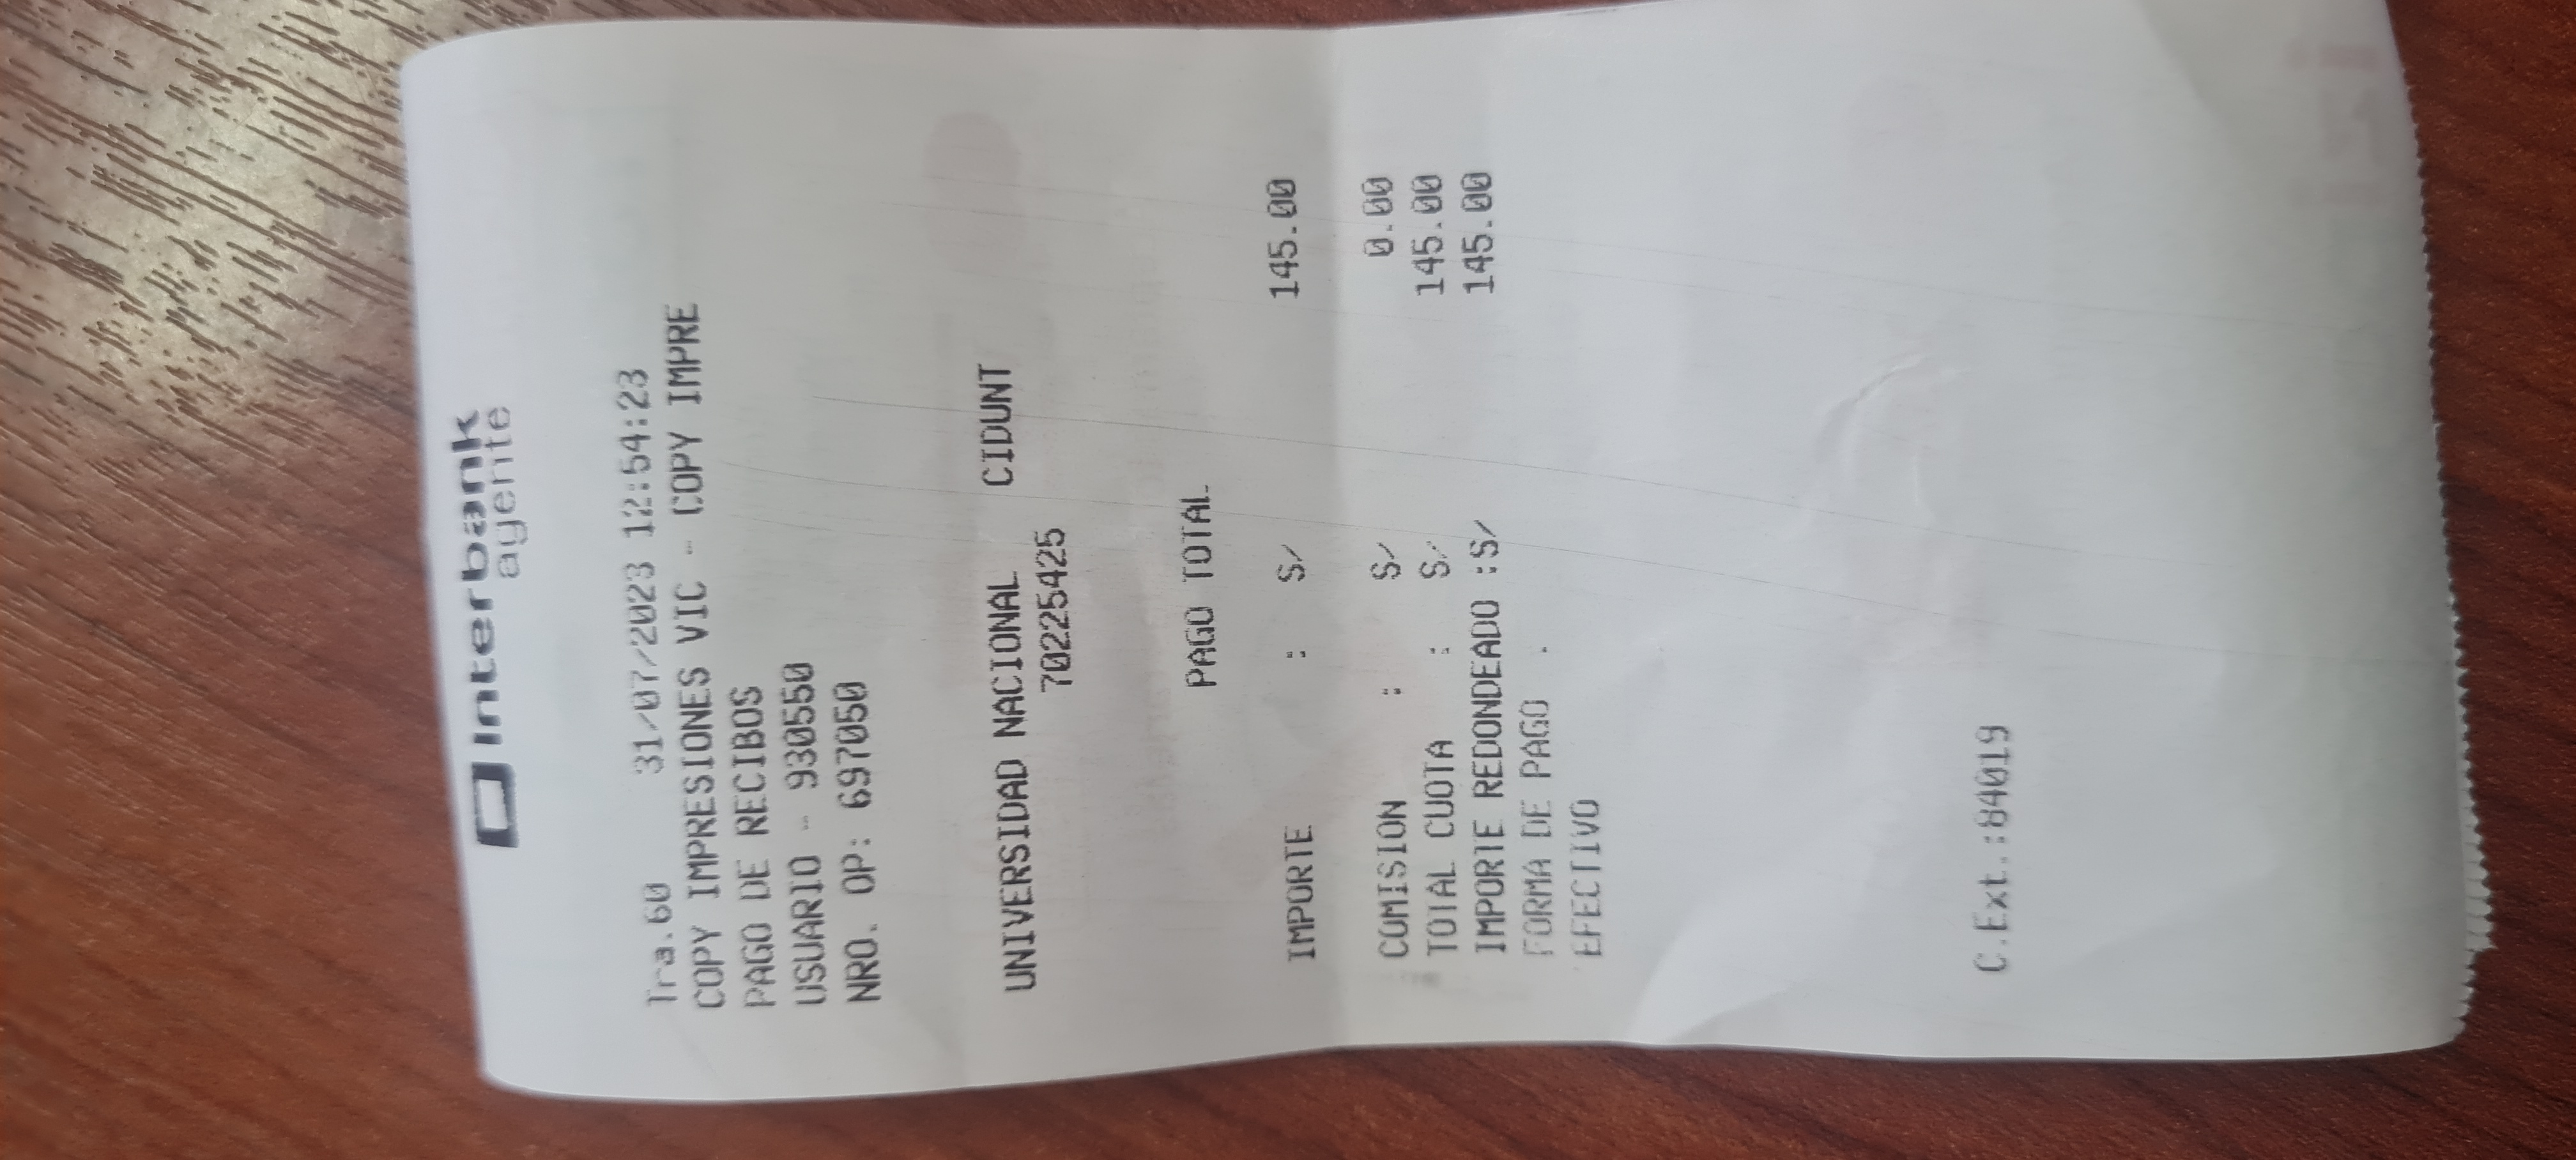 Interbank
agente
Tra.60 31/07/2023 12:54:23
COPY IMPRESIONES VIC - COPY IMPRE
PAGO DE RECIBOS
USUARIO - 930550
NRO. OP: 697050
UNIVERSIDAD NACIONAL CIDUNT
70225425
PAGO TOTAL
IMPORTE : S/ 145.00
COMISION : S/ 0.00
TOTAL CUOTA : S/ 145.00
IMPORTE REDONDEADO :S/ 145.00
FORMA DE PAGO .
EFECTIVO
C.Ext.:84019